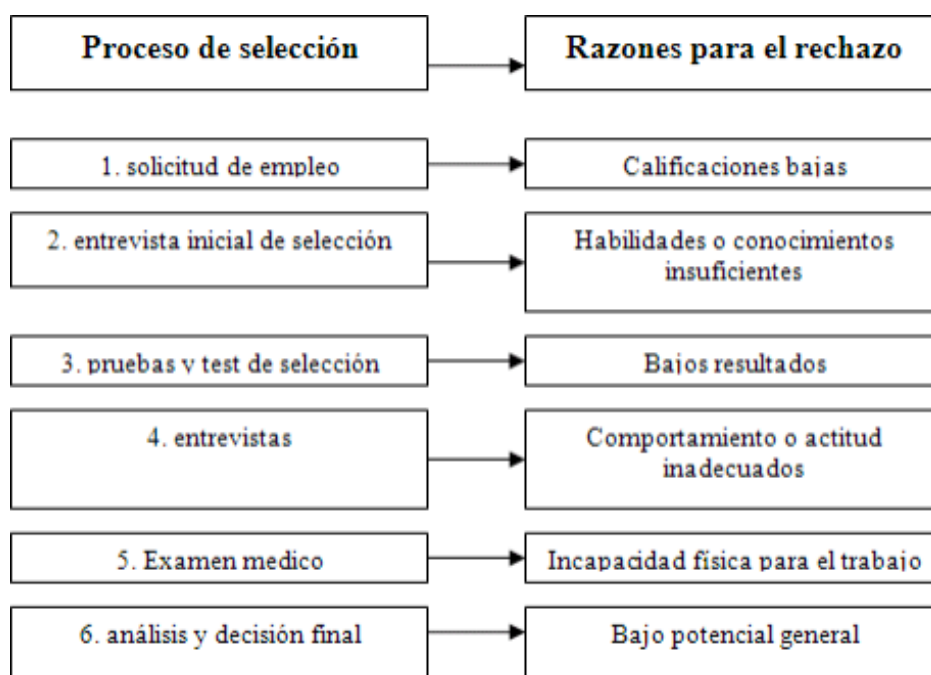 Proceso de selección
Razones para el rechazo
1. solicitud de empleo
Calificaciones bajas
2. entrevista inicial de selección
Habilidades o conocimientos
insuficientes
3. pruebas y test de selección
Bajos resultados
4. entrevistas
Comportamiento o actitud
inadecuados
5. Examen medico
Incapacidad física para el trabajo
6. análisis y decisión final
Bajo potencial general